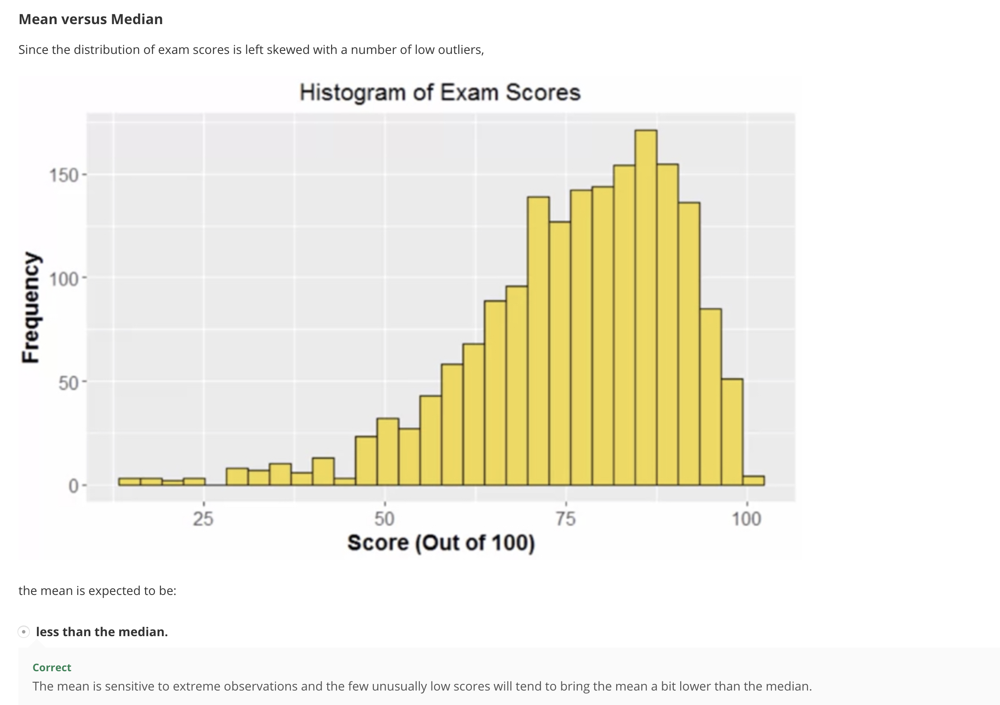 Mean versus Median
Since the distribution of exam scores is left skewed with a number of low outliers,
Histogram of Exam Scores
150
100
50
0
Frequency
25 50 75 100
Score (Out of 100)
the mean is expected to be:
less than the median.
Correct
The mean is sensitive to extreme observations and the few unusually low scores will tend to bring the mean a bit lower than the median.